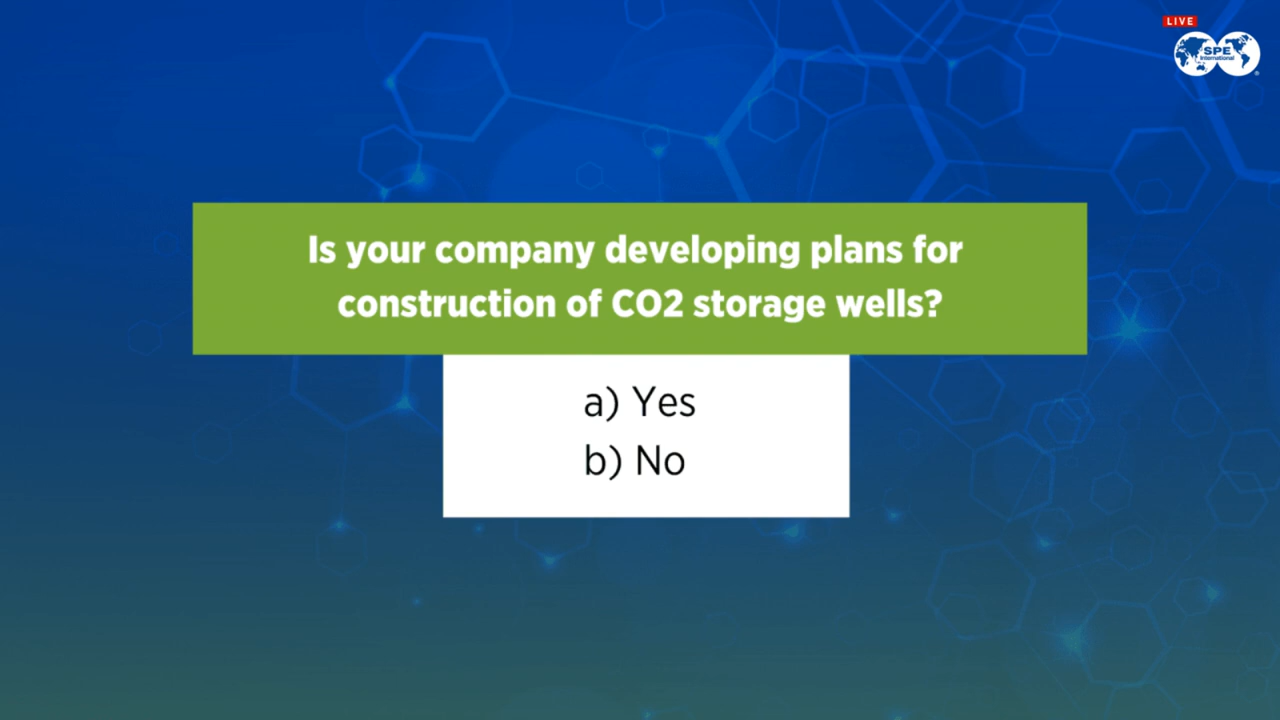 LIVE
SPE
International
®
Is your company developing plans for
construction of CO2 storage wells?
a) Yes
b) No